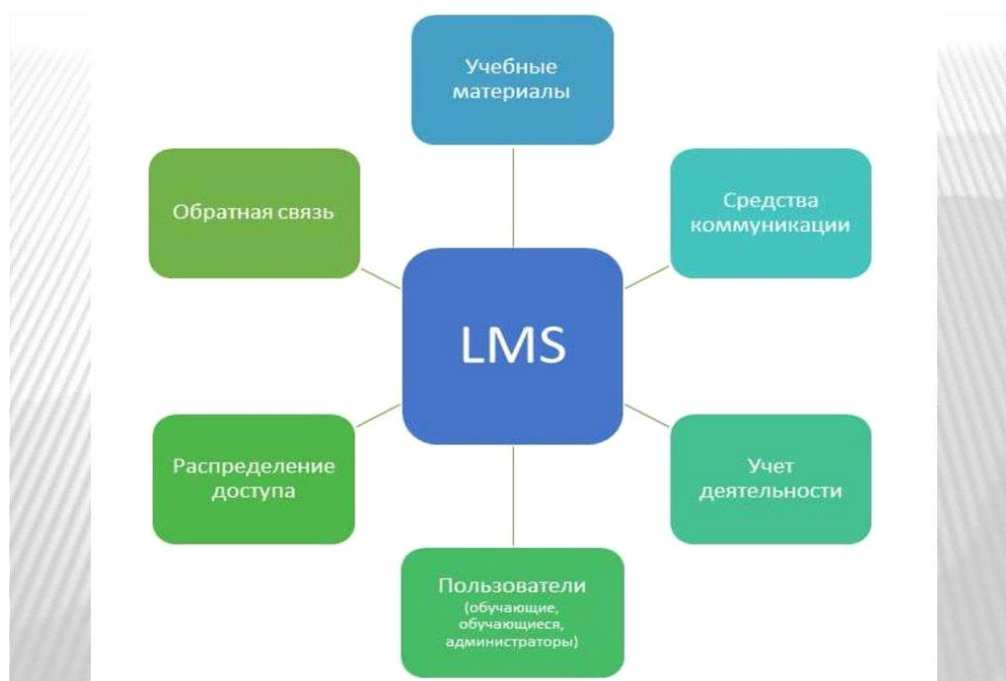 Учебные
материалы
Обратная связь
Средства
коммуникации
LMS
Распределение
доступа
Учет
деятельности
Пользователи
(обучающие,
обучающиеся,
администраторы)